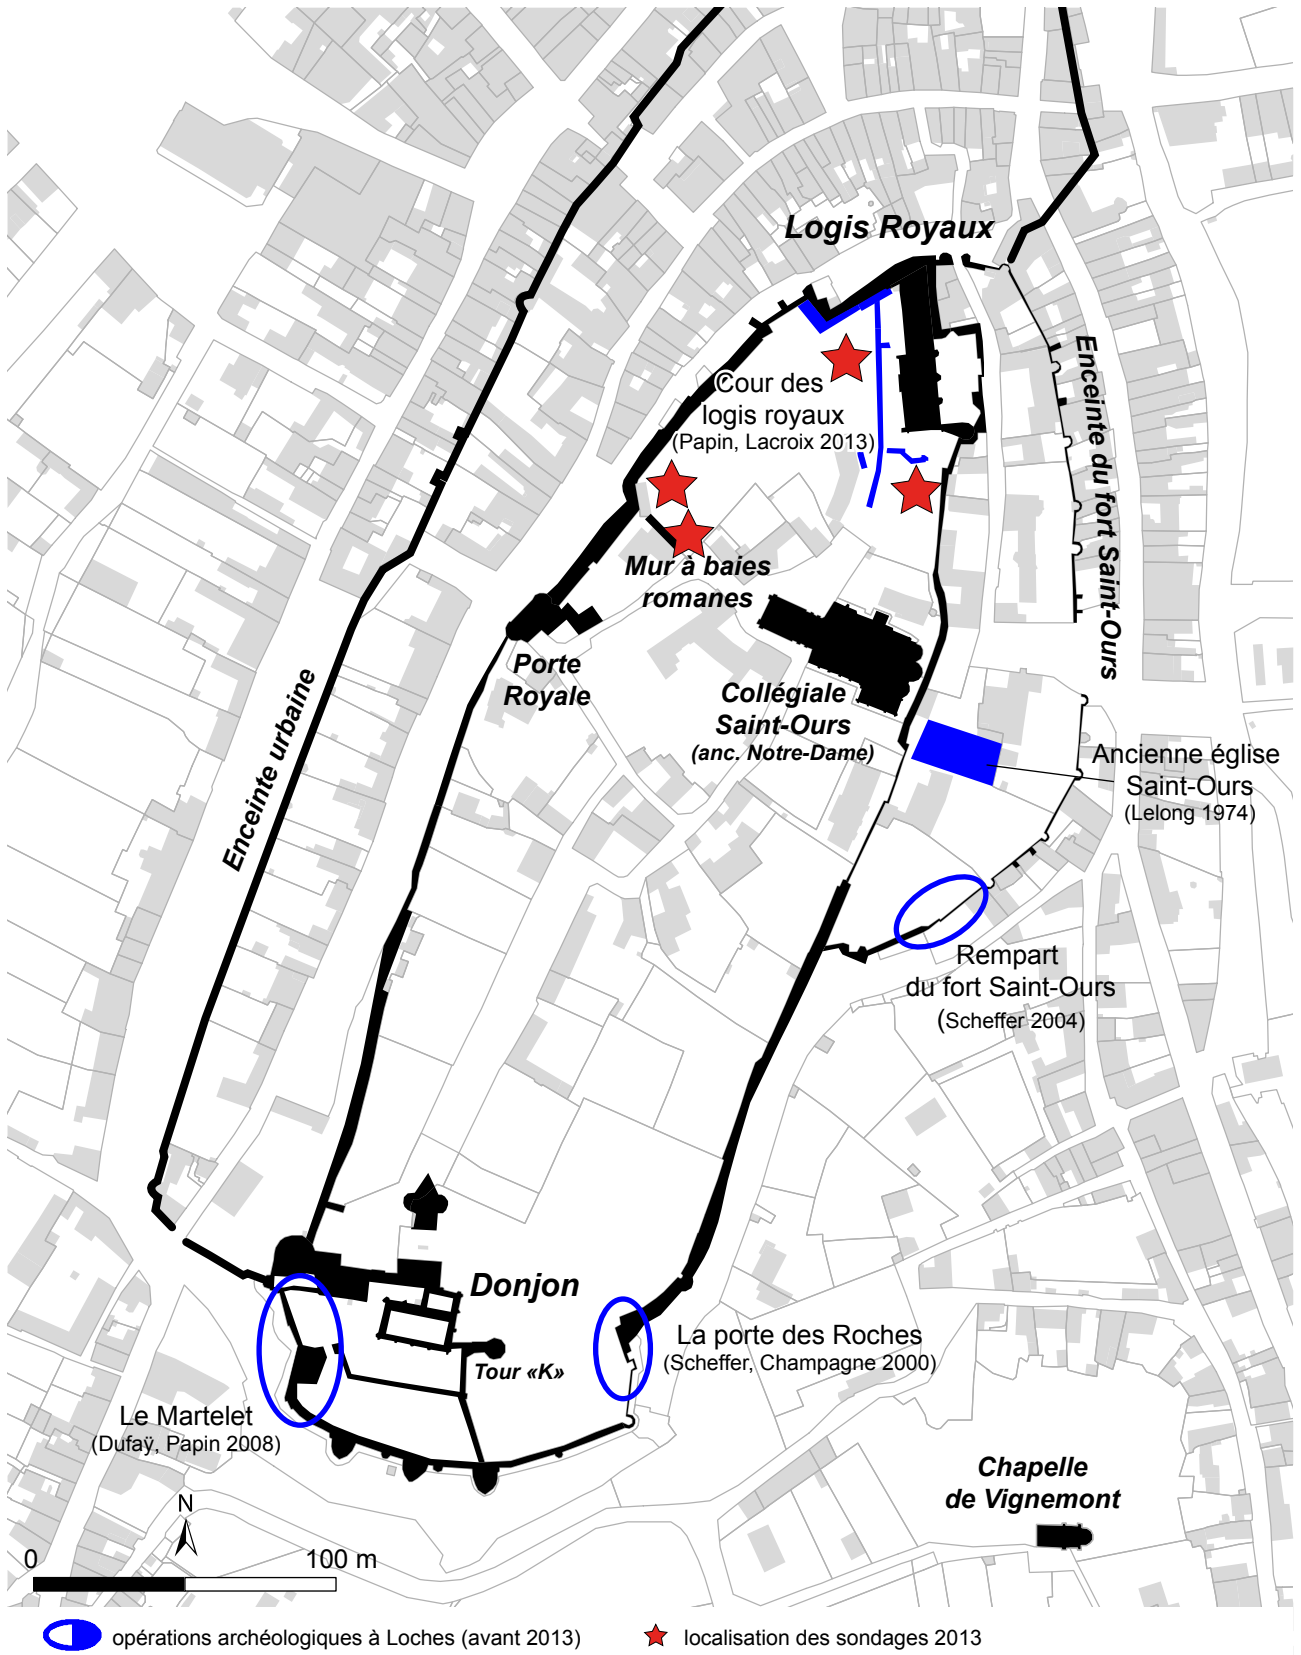 Logis Royaux
Enceinte du fort Saint-Ours
Cour des
logis royaux
(Papin, Lacroix 2013)
Mur à baies
romanes
Porte
Royale
Enceinte urbaine
Collégiale
Saint-Ours
(anc. Notre-Dame)
Ancienne église
Saint-Ours
(Lelong 1974)
Rempart
du fort Saint-Ours
(Scheffer 2004)
Donjon
Tour «K»
La porte des Roches
(Scheffer, Champagne 2000)
Le Martelet
(Dufaÿ, Papin 2008)
Chapelle
de Vignemont
N
0 100 m
opérations archéologiques à Loches (avant 2013)
localisation des sondages 2013